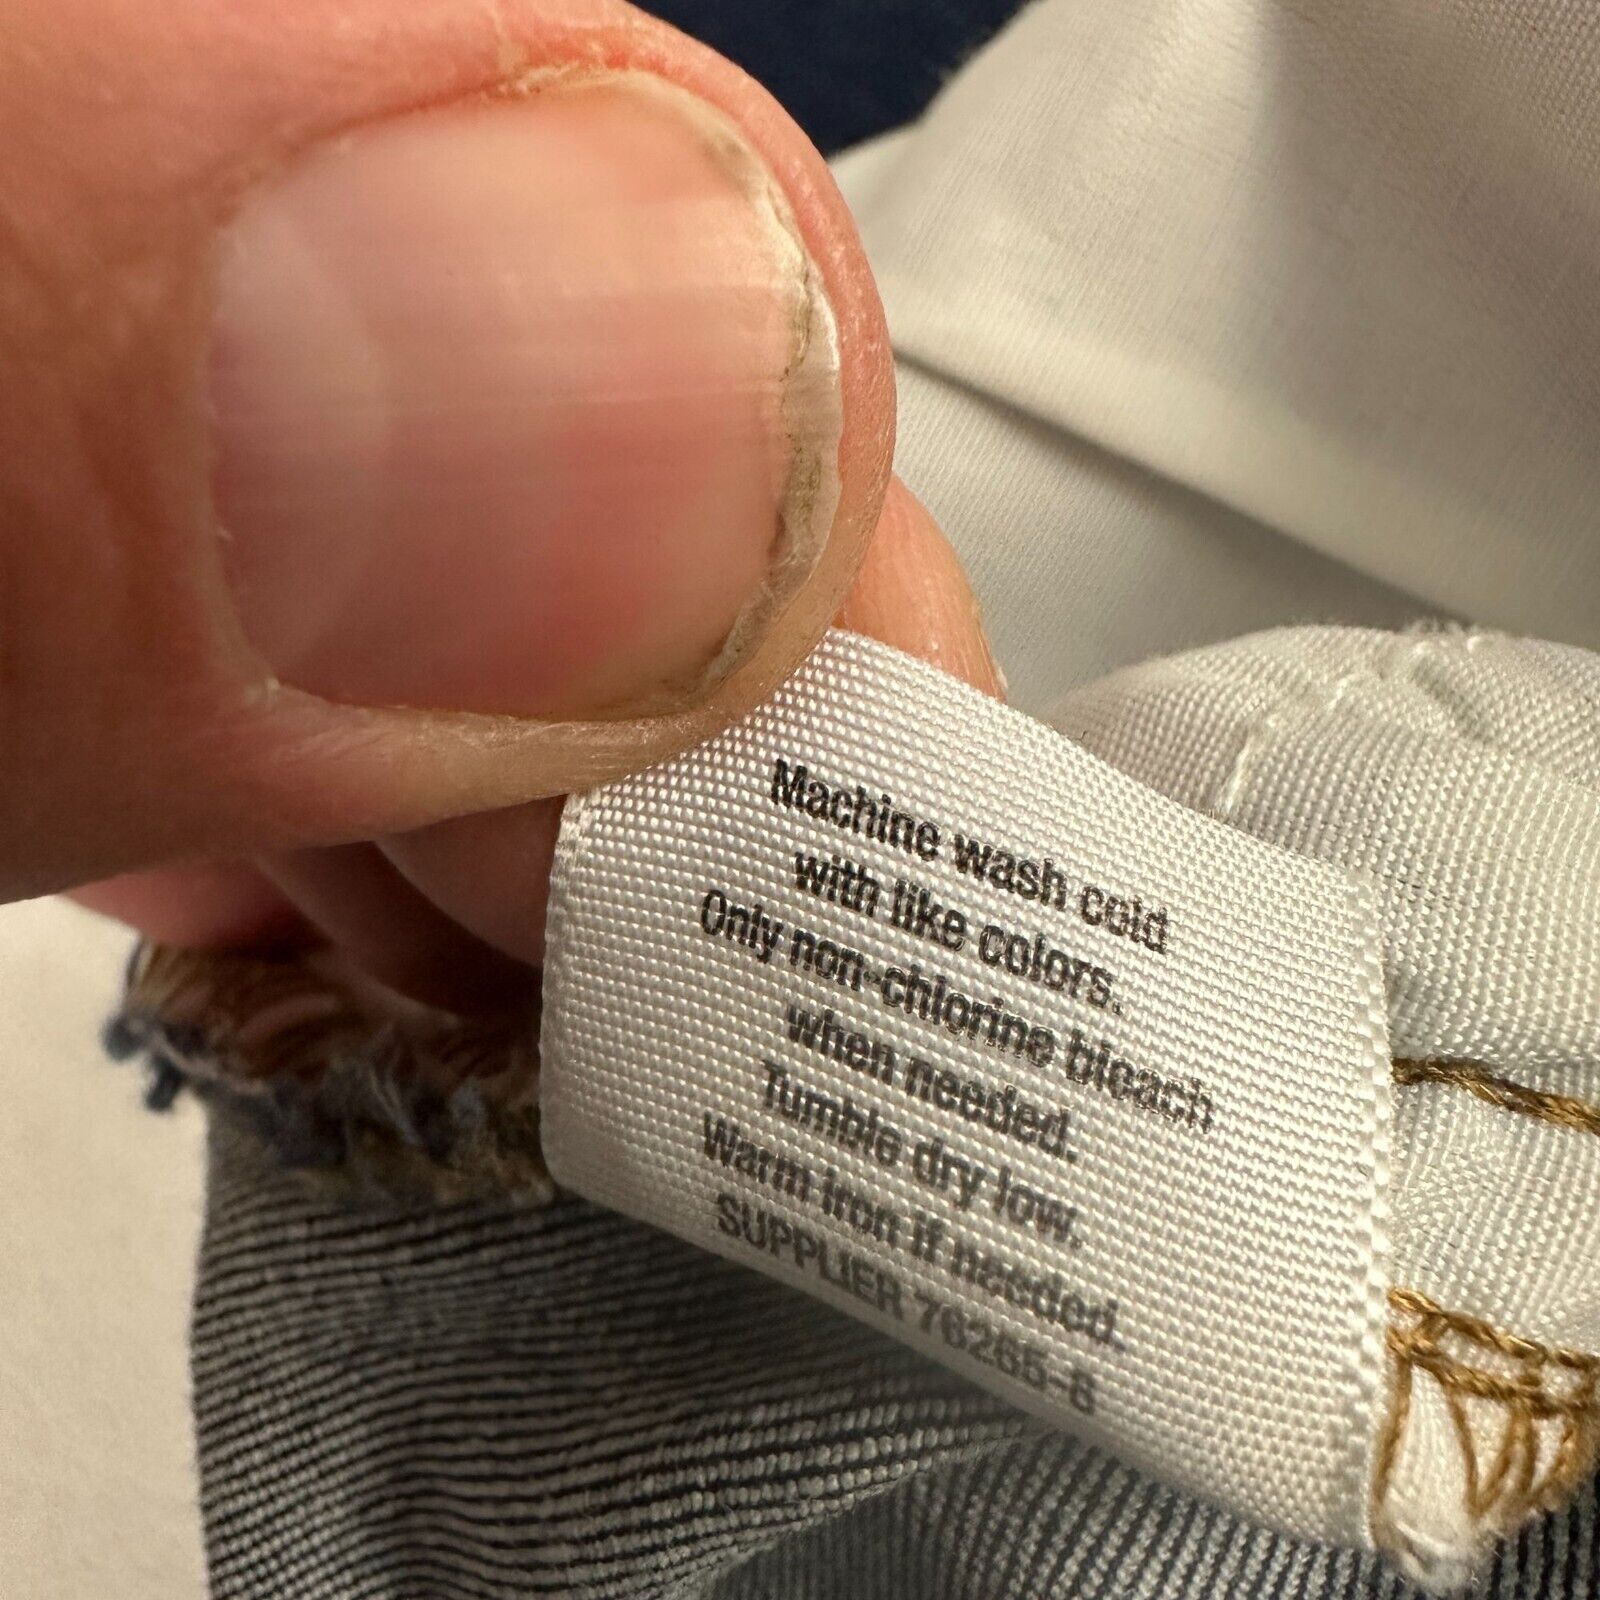 Machine wash cold
with like colors.
Only non-chlorine bleach
when needed.
Tumble dry low.
Warm iron if needed.
SUPPLIER 76265-6